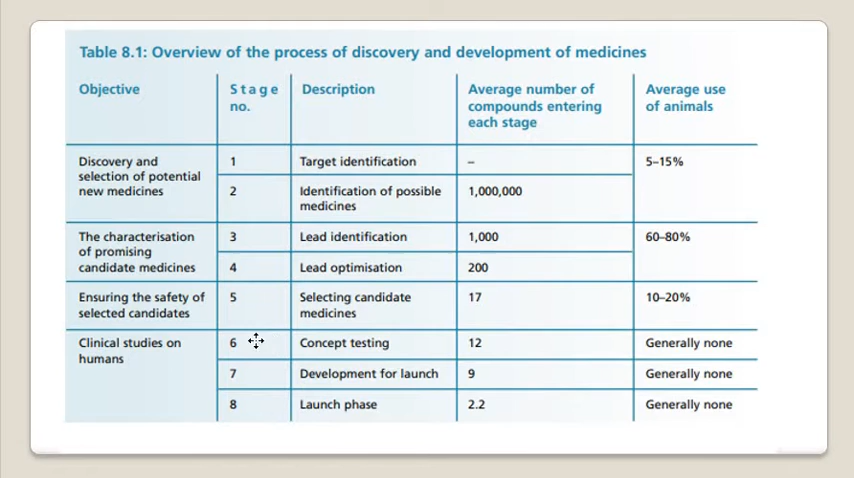 Table 8.1: Overview of the process of discovery and development of medicines
Objective
Stage
no.
Description
Average number of
compounds entering
each stage
Average use
of animals
Discovery and
selection of potential
new medicines
1
Target identification
–
5–15%
2
Identification of possible
medicines
1,000,000
The characterisation
of promising
candidate medicines
3
Lead identification
1,000
60–80%
4
Lead optimisation
200
Ensuring the safety of
selected candidates
5
Selecting candidate
medicines
17
10–20%
Clinical studies on
humans
6
Concept testing
12
Generally none
7
Development for launch
9
Generally none
8
Launch phase
2.2
Generally none